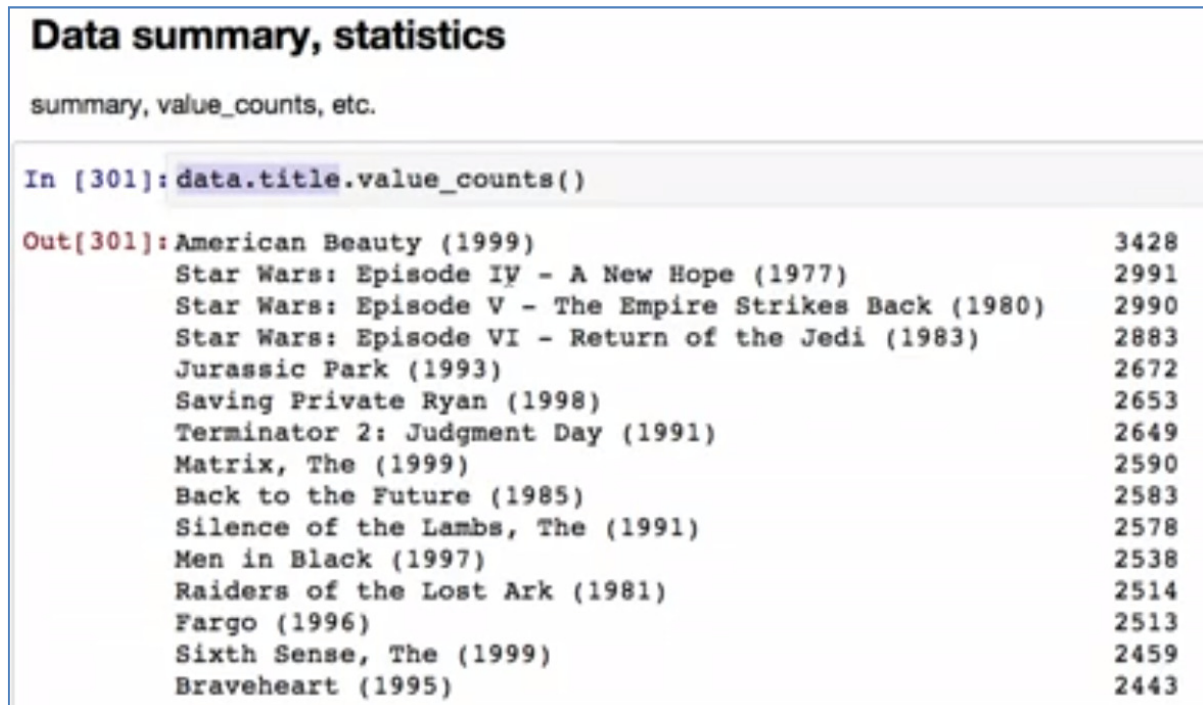 Data summary, statistics
summary, value_counts, etc.
In [301]: data.title.value_counts()
Out[301]: American Beauty (1999) 3428
Star Wars: Episode IV - A New Hope (1977) 2991
Star Wars: Episode V - The Empire Strikes Back (1980) 2990
Star Wars: Episode VI - Return of the Jedi (1983) 2883
Jurassic Park (1993) 2672
Saving Private Ryan (1998) 2653
Terminator 2: Judgment Day (1991) 2649
Matrix, The (1999) 2590
Back to the Future (1985) 2583
Silence of the Lambs, The (1991) 2578
Men in Black (1997) 2538
Raiders of the Lost Ark (1981) 2514
Fargo (1996) 2513
Sixth Sense, The (1999) 2459
Braveheart (1995) 2443